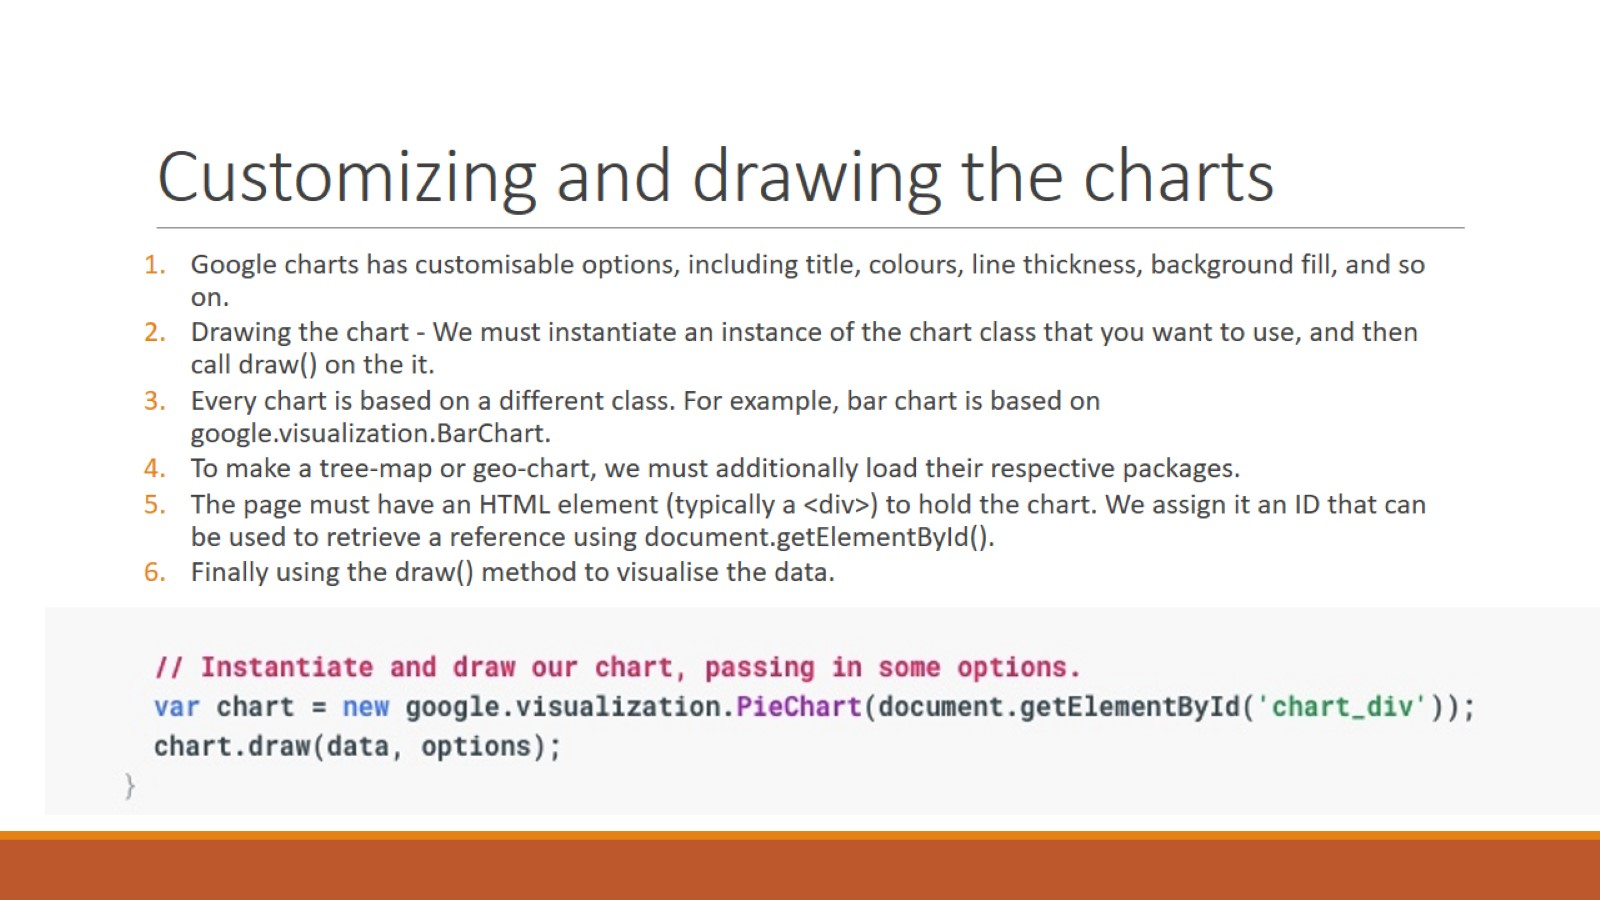 Customizing and drawing the charts
1. Google charts has customisable options, including title, colours, line thickness, background fill, and so
on.
2. Drawing the chart - We must instantiate an instance of the chart class that you want to use, and then
call draw() on the it.
3. Every chart is based on a different class. For example, bar chart is based on
google.visualization.BarChart.
4. To make a tree-map or geo-chart, we must additionally load their respective packages.
5. The page must have an HTML element (typically a <div>) to hold the chart. We assign it an ID that can
be used to retrieve a reference using document.getElementById().
6. Finally using the draw() method to visualise the data.
// Instantiate and draw our chart, passing in some options.
var chart = new google.visualization.PieChart(document.getElementById('chart_div'));
chart.draw(data, options);
}